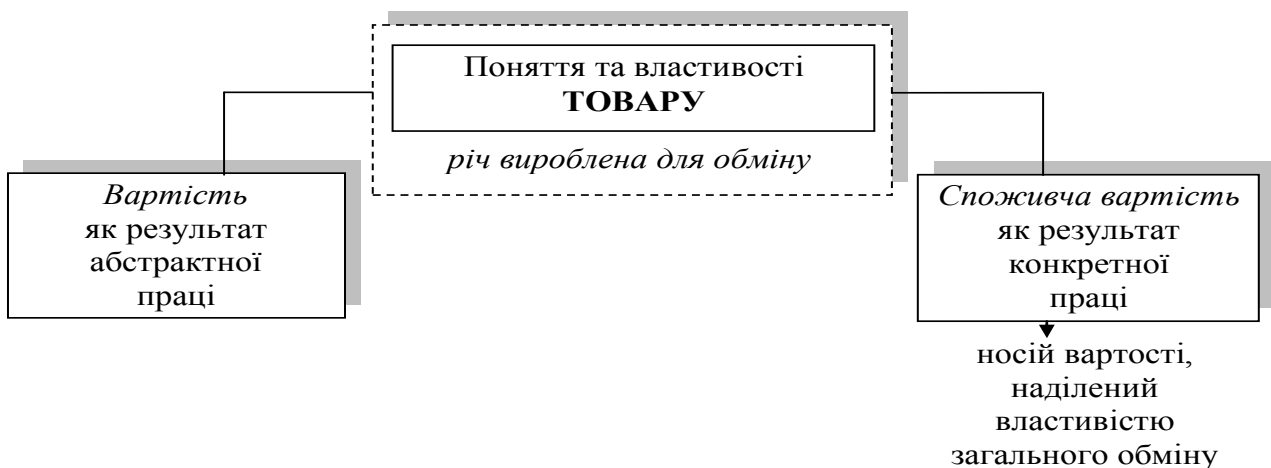 Поняття та властивості
ТОВАРУ
річ вироблена для обміну
Вартість
як результат
абстрактної
праці
Споживча вартість
як результат
конкретної
праці
носій вартості,
наділений
властивістю
загального обміну